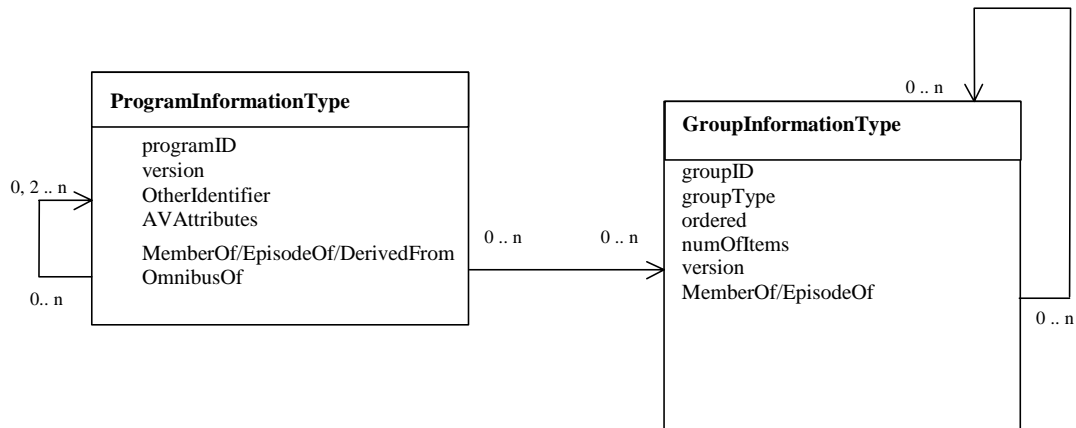 ProgramInformationType
programID
version
OtherIdentifier
AVAttributes
MemberOf/EpisodeOf/DerivedFrom
OmnibusOf
0, 2 .. n
0.. n
0 .. n
0 .. n
GroupInformationType
groupID
groupType
ordered
numOfItems
version
MemberOf/EpisodeOf
0 .. n
0 .. n